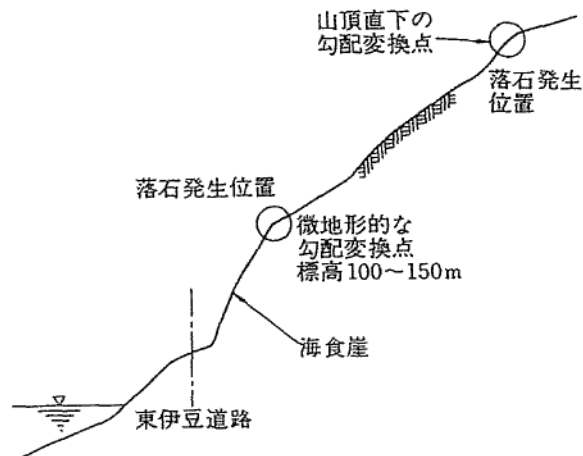 山頂直下の
勾配変換点
落石発生
位置
落石発生位置
微地形的な
勾配変換点
標高100～150m
海食崖
東伊豆道路